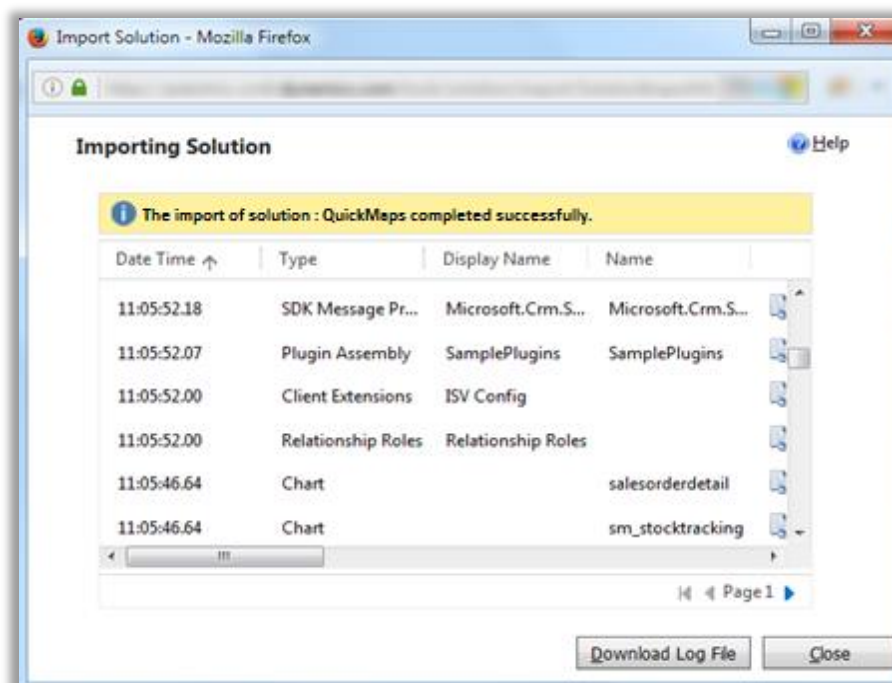 Import Solution - Mozilla Firefox
Importing Solution
Help
The import of solution : QuickMaps completed successfully.
Date Time Type Display Name Name
11:05:52.18 SDK Message Pr... Microsoft.Crm.S... Microsoft.Crm.S...
11:05:52.07 Plugin Assembly SamplePlugins SamplePlugins
11:05:52.00 Client Extensions ISV Config
11:05:52.00 Relationship Roles Relationship Roles
11:05:46.64 Chart salesorderdetail
11:05:46.64 Chart sm_stocktracking
Page 1
Download Log File Close